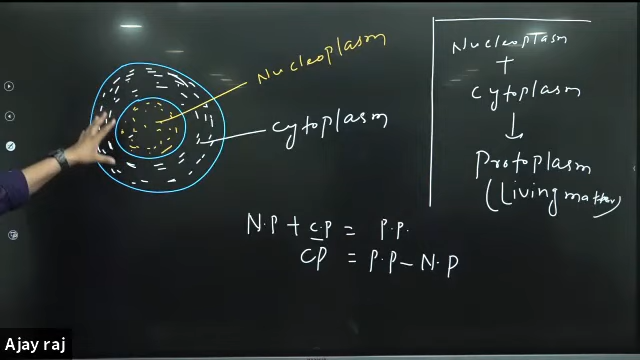 Nucleoplasm
Cytoplasm
N.P + C.P = P.P.
CP = P.P - N.P
Nucleoplasm
+
Cytoplasm
↓
Protoplasm
(Living matter)
Ajay raj